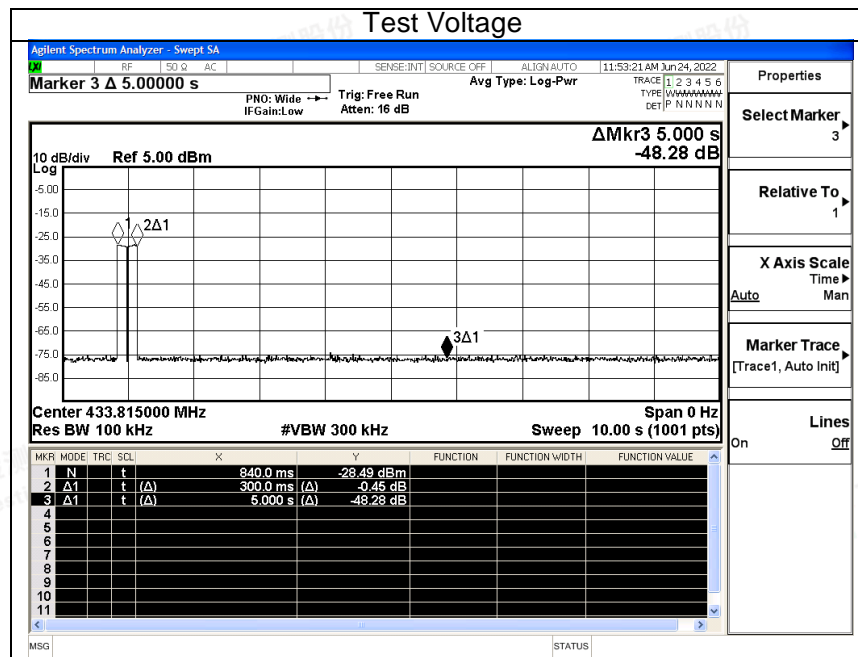 Test Voltage
Agilent Spectrum Analyzer - Swept SA
LXI RF 50 Ω AC SENSE:INT SOURCE OFF ALIGN AUTO 11:53:21 AM Jun 24, 2022
Marker 3 Δ 5.00000 s
PNO: Wide
IFGain:Low
Trig: Free Run
Atten: 16 dB
Avg Type: Log-Pwr
TRACE 1 2 3 4 5 6
TYPE WWWWWW
DET P N N N N N
ΔMkr3 5.000 s
-48.28 dB
10 dB/div Ref 5.00 dBm
Log
-5.00
-15.0
-25.0
-35.0
-45.0
-55.0
-65.0
-75.0
-85.0
1
2Δ1
3Δ1
Center 433.815000 MHz Span 0 Hz
Res BW 100 kHz #VBW 300 kHz Sweep 10.00 s (1001 pts)
MKR MODE TRC SCL X Y FUNCTION FUNCTION WIDTH FUNCTION VALUE
1 N t 840.0 ms -28.49 dBm
2 Δ1 t (Δ) 300.0 ms (Δ) -0.45 dB
3 Δ1 t (Δ) 5.000 s (Δ) -48.28 dB
4
5
6
7
8
9
10
11
MSG STATUS
Properties
Select Marker
3
Relative To
1
X Axis Scale
Time
Auto Man
Marker Trace
[Trace1, Auto Init]
Lines
On Off